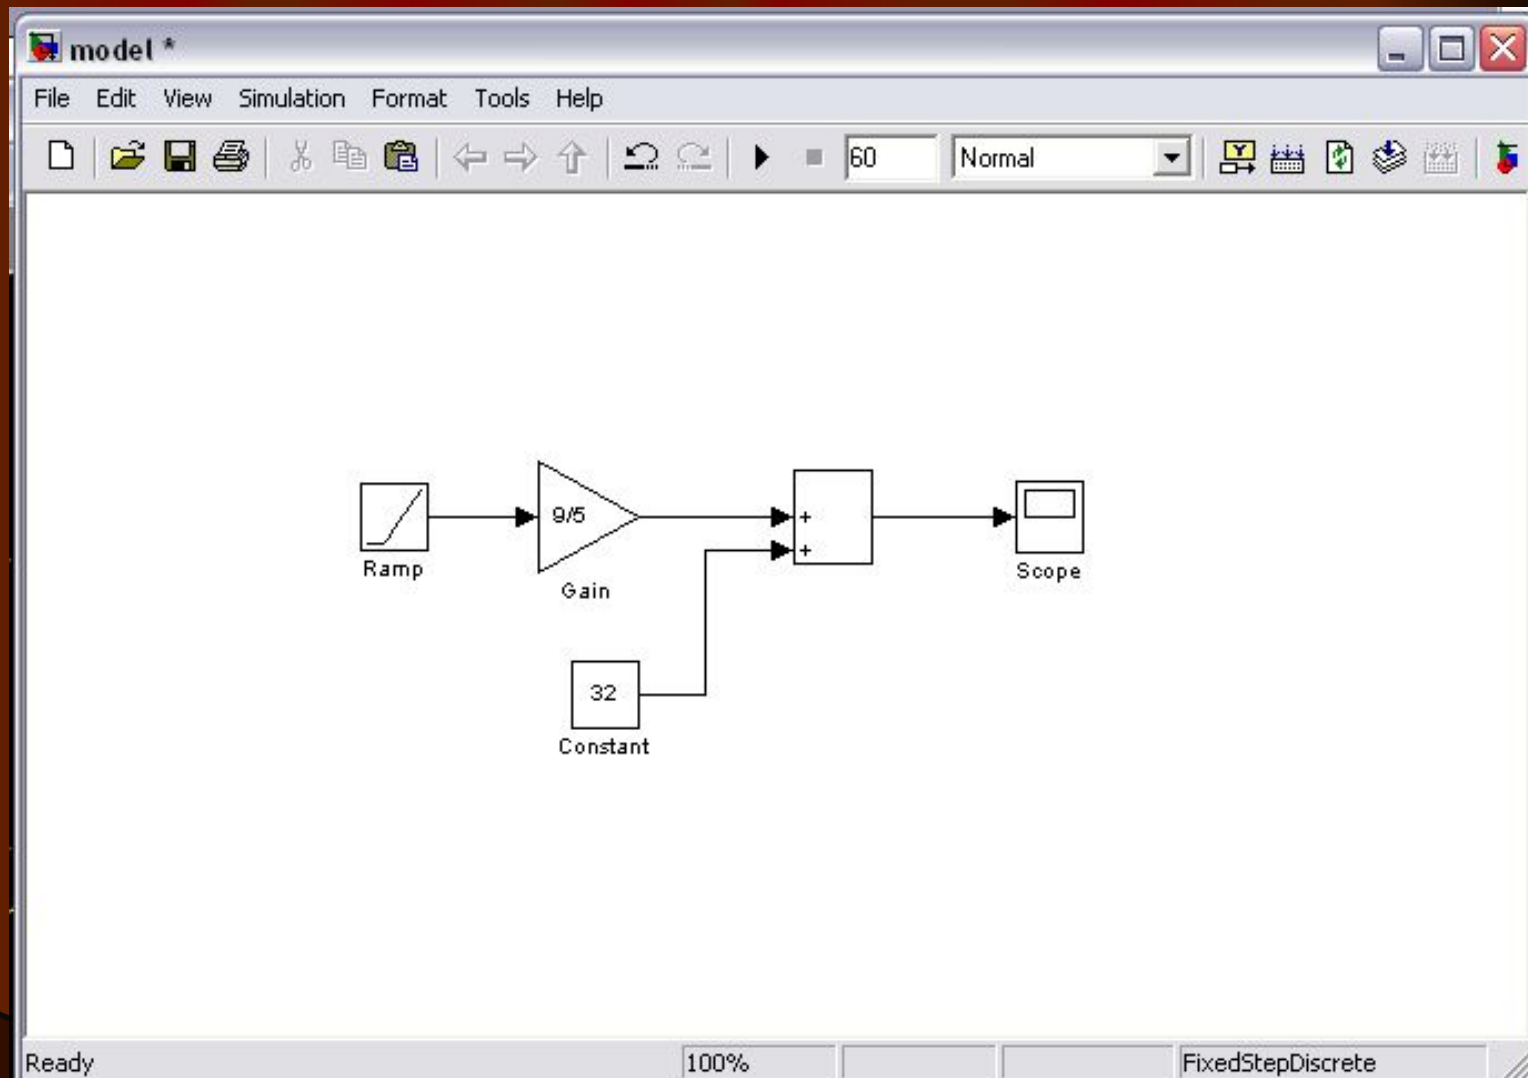 model *
File Edit View Simulation Format Tools Help
60 Normal
9/5
+
+
Ramp
Gain
Scope
32
Constant
Ready 100% FixedStepDiscrete